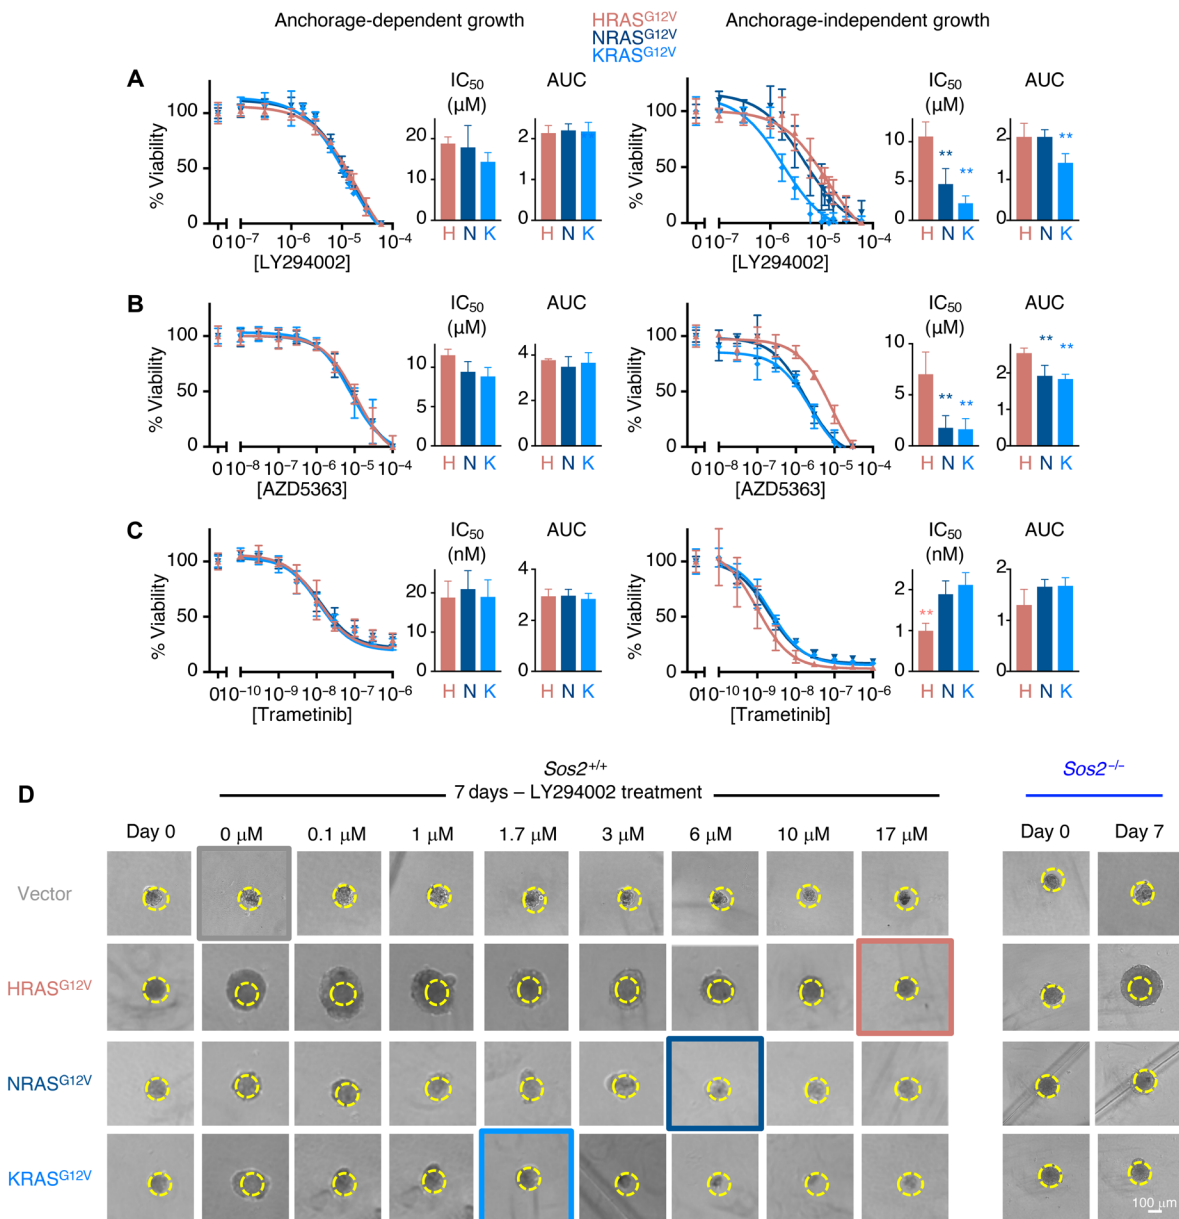 Anchorage-dependent growth
HRASG12V
NRASG12V
KRASG12V
Anchorage-independent growth
A
% Viability
100
50
0
0 10−7 10−6 10−5 10−4
[LY294002]
IC50
(µM)
20
10
0
H N K
AUC
2
0
H N K
% Viability
100
50
0
0 10−7 10−6 10−5 10−4
[LY294002]
IC50
(µM)
10
5
0
** **
H N K
AUC
2
1
0
**
H N K
B
% Viability
100
50
0
0 10−8 10−7 10−6 10−5 10−4
[AZD5363]
IC50
(µM)
10
5
0
H N K
AUC
4
2
0
H N K
% Viability
100
50
0
0 10−8 10−7 10−6 10−5 10−4
[AZD5363]
IC50
(µM)
10
5
0
** **
H N K
AUC
2
1
0
** **
H N K
C
% Viability
100
50
0
0 10−10 10−9 10−8 10−7 10−6
[Trametinib]
IC50
(nM)
20
10
0
H N K
AUC
4
2
0
H N K
% Viability
100
50
0
0 10−10 10−9 10−8 10−7 10−6
[Trametinib]
IC50
(nM)
2
1
0
**
H N K
AUC
2
1
0
H N K
D
Sos2+/+
7 days – LY294002 treatment
Sos2−/−
Day 0 0 µM 0.1 µM 1 µM 1.7 µM 3 µM 6 µM 10 µM 17 µM Day 0 Day 7
Vector
HRASG12V
NRASG12V
KRASG12V
100 µm